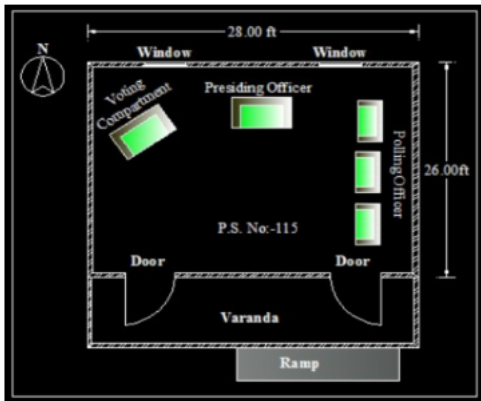 28.00 ft
N
Window
Window
Voting
Compartment
Presiding Officer
Polling Officer
26.00ft
P.S. No:-115
Door
Door
Varanda
Ramp